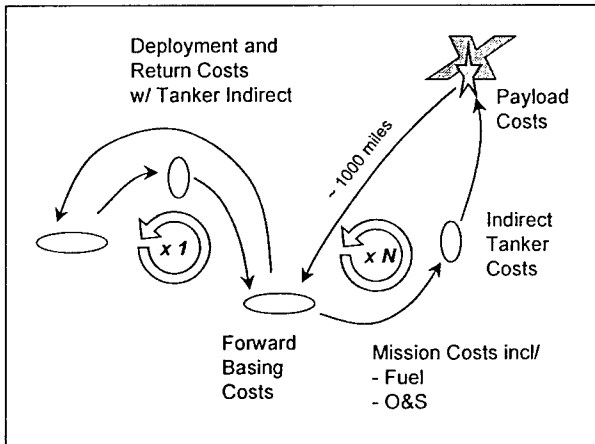 Deployment and
Return Costs
w/ Tanker Indirect
Payload
Costs
~ 1000 miles
x 1
x N
Indirect
Tanker
Costs
Forward
Basing
Costs
Mission Costs incl/
- Fuel
- O&S